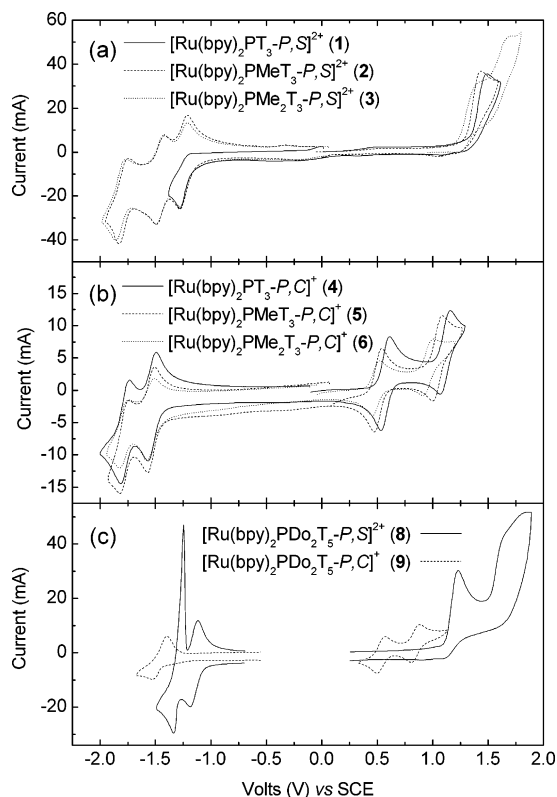 (a)
[Ru(bpy)₂PT₃-P,S]²⁺ (1)
[Ru(bpy)₂PMeT₃-P,S]²⁺ (2)
[Ru(bpy)₂PMe₂T₃-P,S]²⁺ (3)
60
40
20
0
-20
-40
Current (mA)
(b)
[Ru(bpy)₂PT₃-P,C]⁺ (4)
[Ru(bpy)₂PMeT₃-P,C]⁺ (5)
[Ru(bpy)₂PMe₂T₃-P,C]⁺ (6)
15
10
5
0
-5
-10
-15
Current (mA)
(c)
[Ru(bpy)₂PDo₂T₅-P,S]²⁺ (8)
[Ru(bpy)₂PDo₂T₅-P,C]⁺ (9)
40
20
0
-20
Current (mA)
-2.0 -1.5 -1.0 -0.5 0.0 0.5 1.0 1.5 2.0
Volts (V) vs SCE